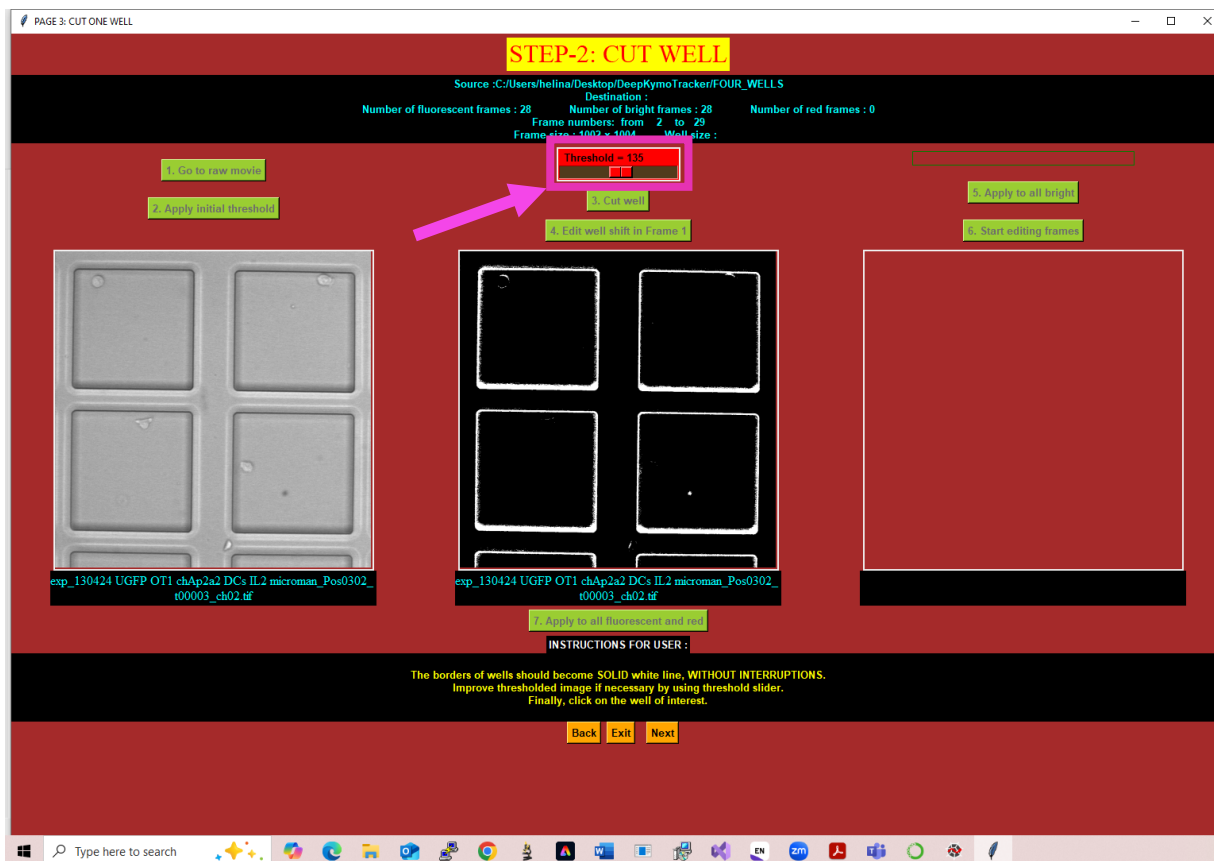 PAGE 3: CUT ONE WELL
STEP-2: CUT WELL
Source :C:/Users/helina/Desktop/DeepKymoTracker/FOUR_WELLS
Destination :
Number of fluorescent frames : 28 Number of bright frames : 28 Number of red frames : 0
Frame numbers: from 2 to 29
Frame size : 1002 x 1004 Well size :
Threshold = 135
1. Go to raw movie
2. Apply initial threshold
3. Cut well
4. Edit well shift in Frame 1
5. Apply to all bright
6. Start editing frames
exp_130424 UGFP OT1 chAp2a2 DCs IL2 microman_Pos0302_
t00003_ch02.tif
exp_130424 UGFP OT1 chAp2a2 DCs IL2 microman_Pos0302_
t00003_ch02.tif
7. Apply to all fluorescent and red
INSTRUCTIONS FOR USER :
The borders of wells should become SOLID white line, WITHOUT INTERRUPTIONS.
Improve thresholded image if necessary by using threshold slider.
Finally, click on the well of interest.
Back Exit Next
Type here to search
EN
zm